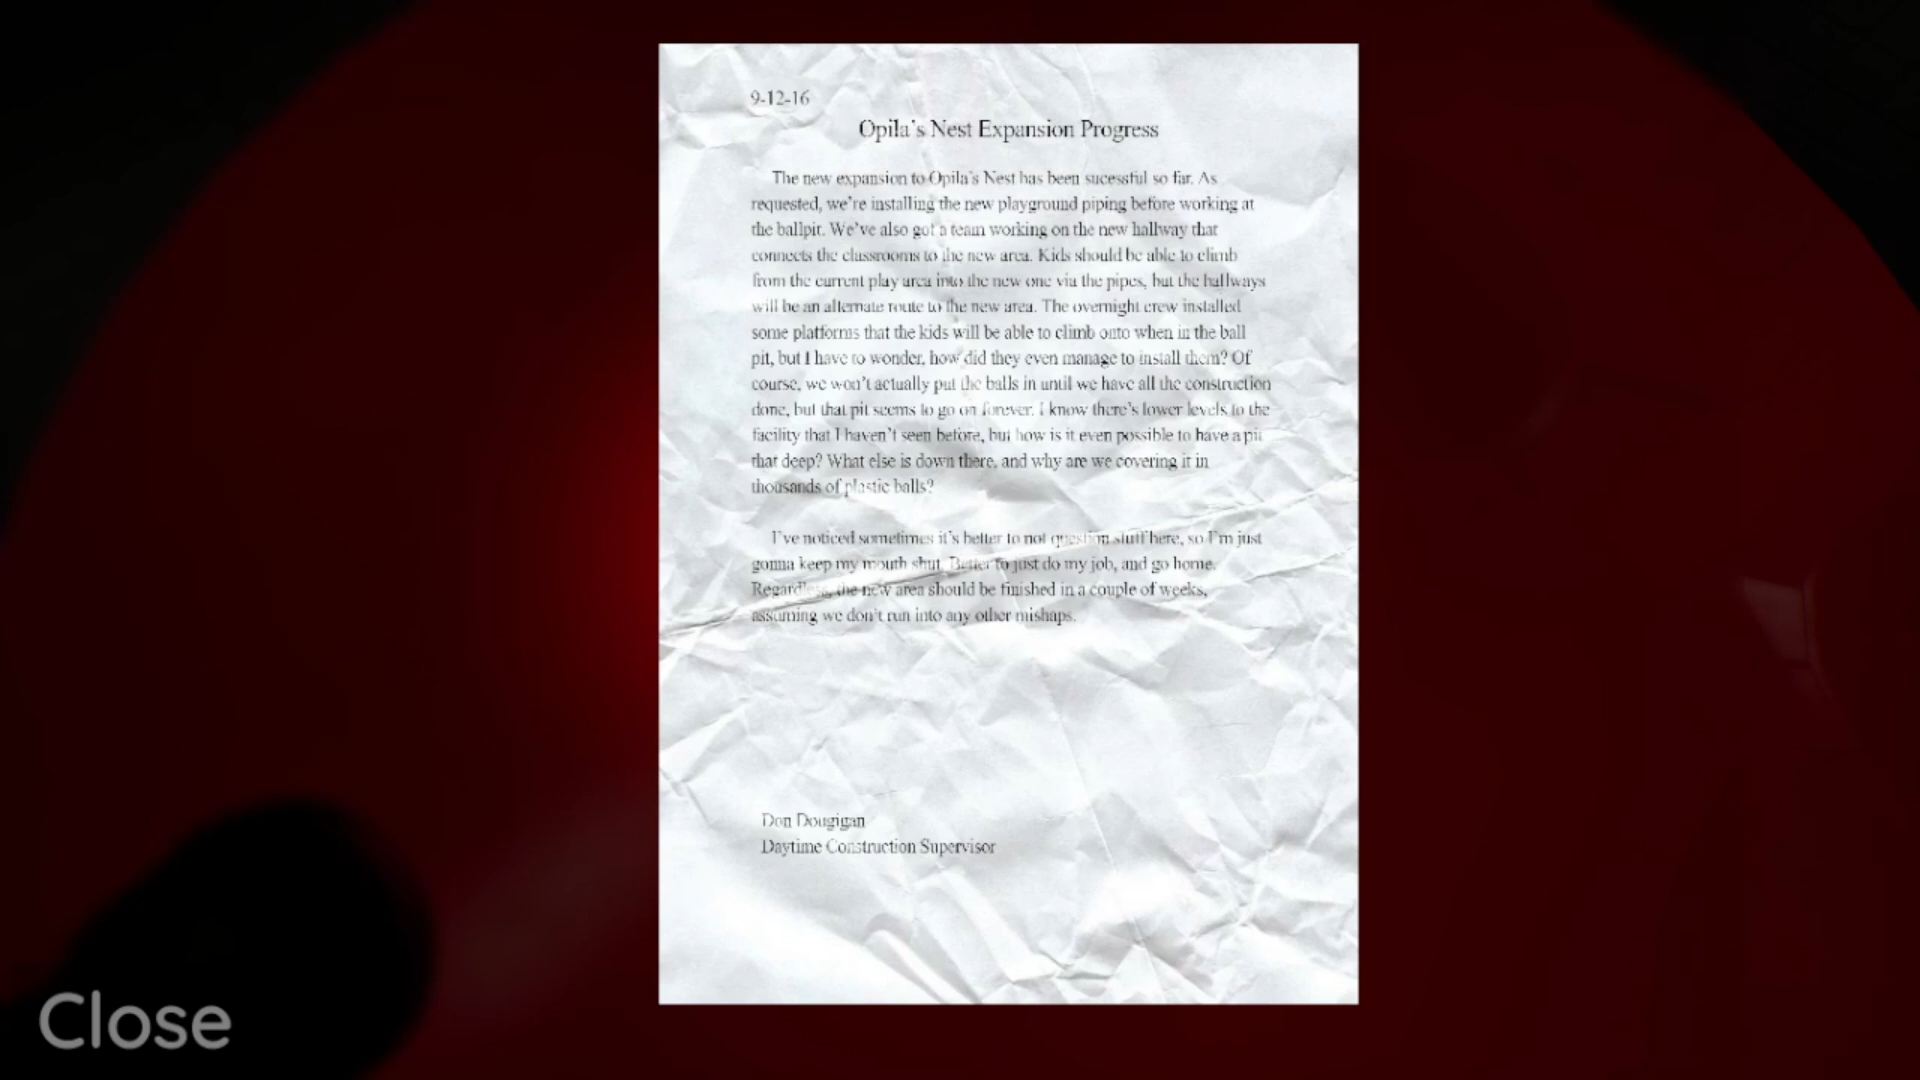 9-12-16
Opila's Nest Expansion Progress
The new expansion to Opila's Nest has been sucessful so far. As
requested, we're installing the new playground piping before working at
the ballpit. We've also got a team working on the new hallway that
connects the classrooms to the new area. Kids should be able to climb
from the current play area into the new one via the pipes, but the hallways
will be an alternate route to the new area. The overnight crew installed
some platforms that the kids will be able to climb onto when in the ball
pit, but I have to wonder, how did they even manage to install them? Of
course, we won't actually put the balls in until we have all the construction
done, but that pit seems to go on forever. I know there's lower levels to the
facility that I haven't seen before, but how is it even possible to have a pit
that deep? What else is down there, and why are we covering it in
thousands of plastic balls?
I've noticed sometimes it's better to not question stuff here, so I'm just
gonna keep my mouth shut. Better to just do my job, and go home.
Regardless, the new area should be finished in a couple of weeks,
assuming we don't run into any other mishaps.
Don Dougigan
Daytime Construction Supervisor
Close